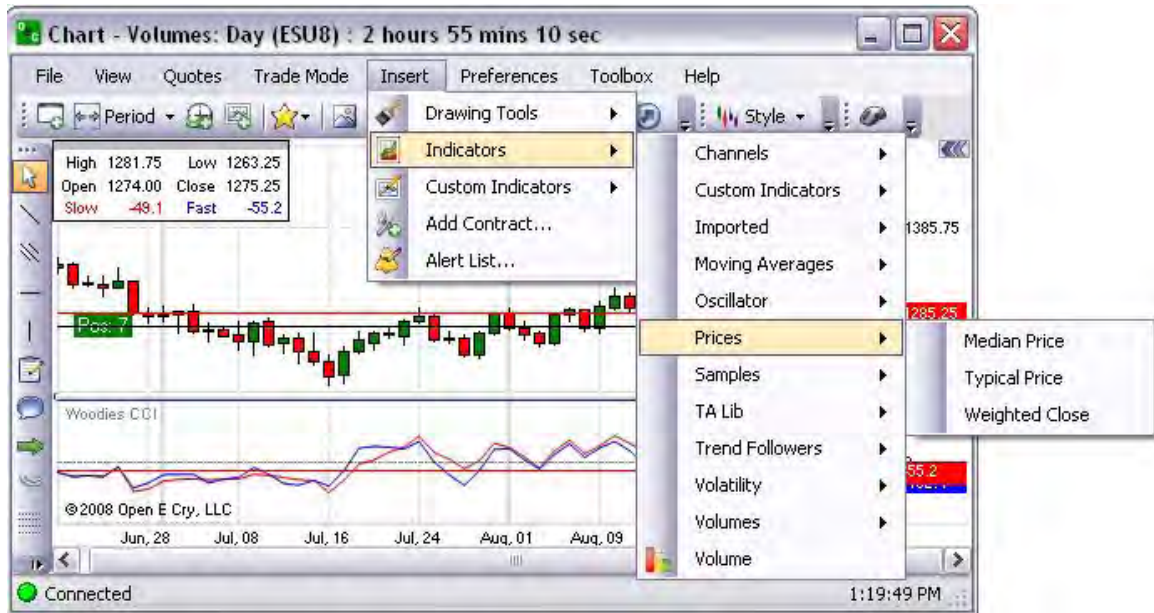 Chart - Volumes: Day (ESU8) : 2 hours 55 mins 10 sec
File View Quotes Trade Mode Insert Preferences Toolbox Help
Period Style
Drawing Tools
Indicators
Custom Indicators
Add Contract...
Alert List...
Channels
Custom Indicators
Imported
Moving Averages
Oscillator
Prices
Samples
TA Lib
Trend Followers
Volatility
Volumes
Volume
Median Price
Typical Price
Weighted Close
High 1281.75 Low 1263.25
Open 1274.00 Close 1275.25
Slow -49.1 Fast -55.2
1385.75
1285.25
Pos: 7
Woodies CCI
55.2
©2008 Open E Cry, LLC
Jun, 28 Jul, 08 Jul, 16 Jul, 24 Aug, 01 Aug, 09
Connected 1:19:49 PM